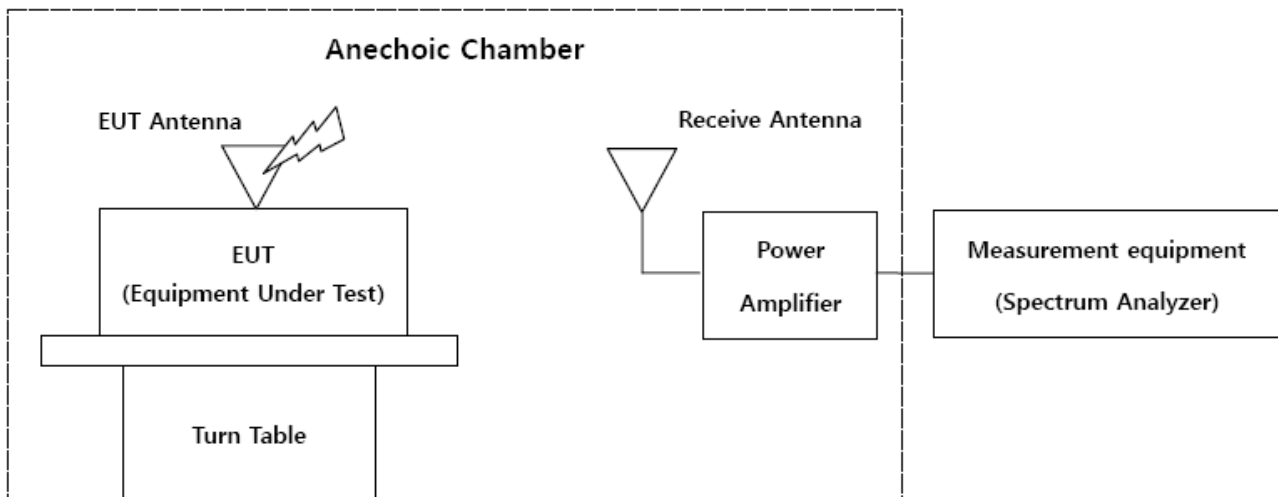 Anechoic Chamber
EUT Antenna
Receive Antenna
EUT
(Equipment Under Test)
Power
Amplifier
Measurement equipment
(Spectrum Analyzer)
Turn Table